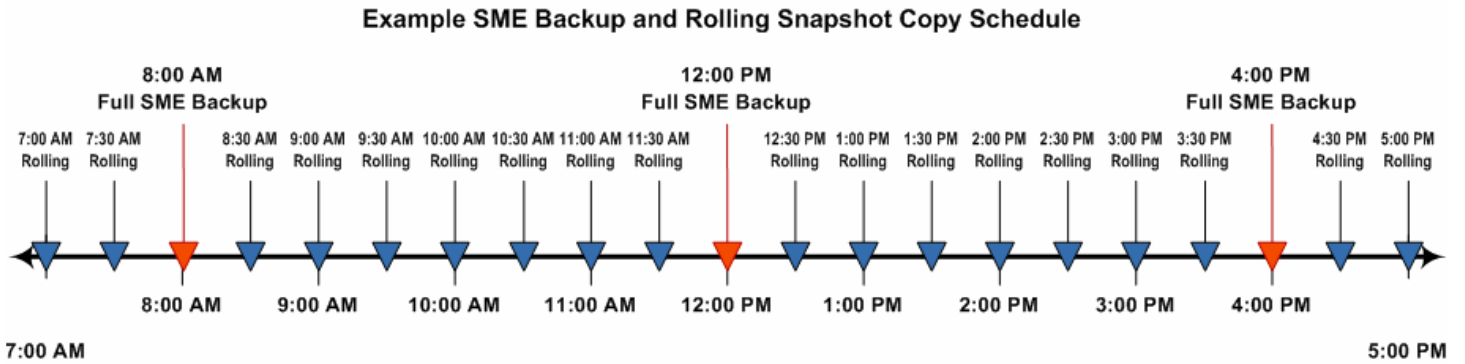 Example SME Backup and Rolling Snapshot Copy Schedule
8:00 AM
Full SME Backup
12:00 PM
Full SME Backup
4:00 PM
Full SME Backup
7:00 AM
Rolling
7:30 AM
Rolling
8:30 AM
Rolling
9:00 AM
Rolling
9:30 AM
Rolling
10:00 AM
Rolling
10:30 AM
Rolling
11:00 AM
Rolling
11:30 AM
Rolling
12:30 PM
Rolling
1:00 PM
Rolling
1:30 PM
Rolling
2:00 PM
Rolling
2:30 PM
Rolling
3:00 PM
Rolling
3:30 PM
Rolling
4:30 PM
Rolling
5:00 PM
Rolling
8:00 AM
9:00 AM
10:00 AM
11:00 AM
12:00 PM
1:00 PM
2:00 PM
3:00 PM
4:00 PM
7:00 AM
5:00 PM